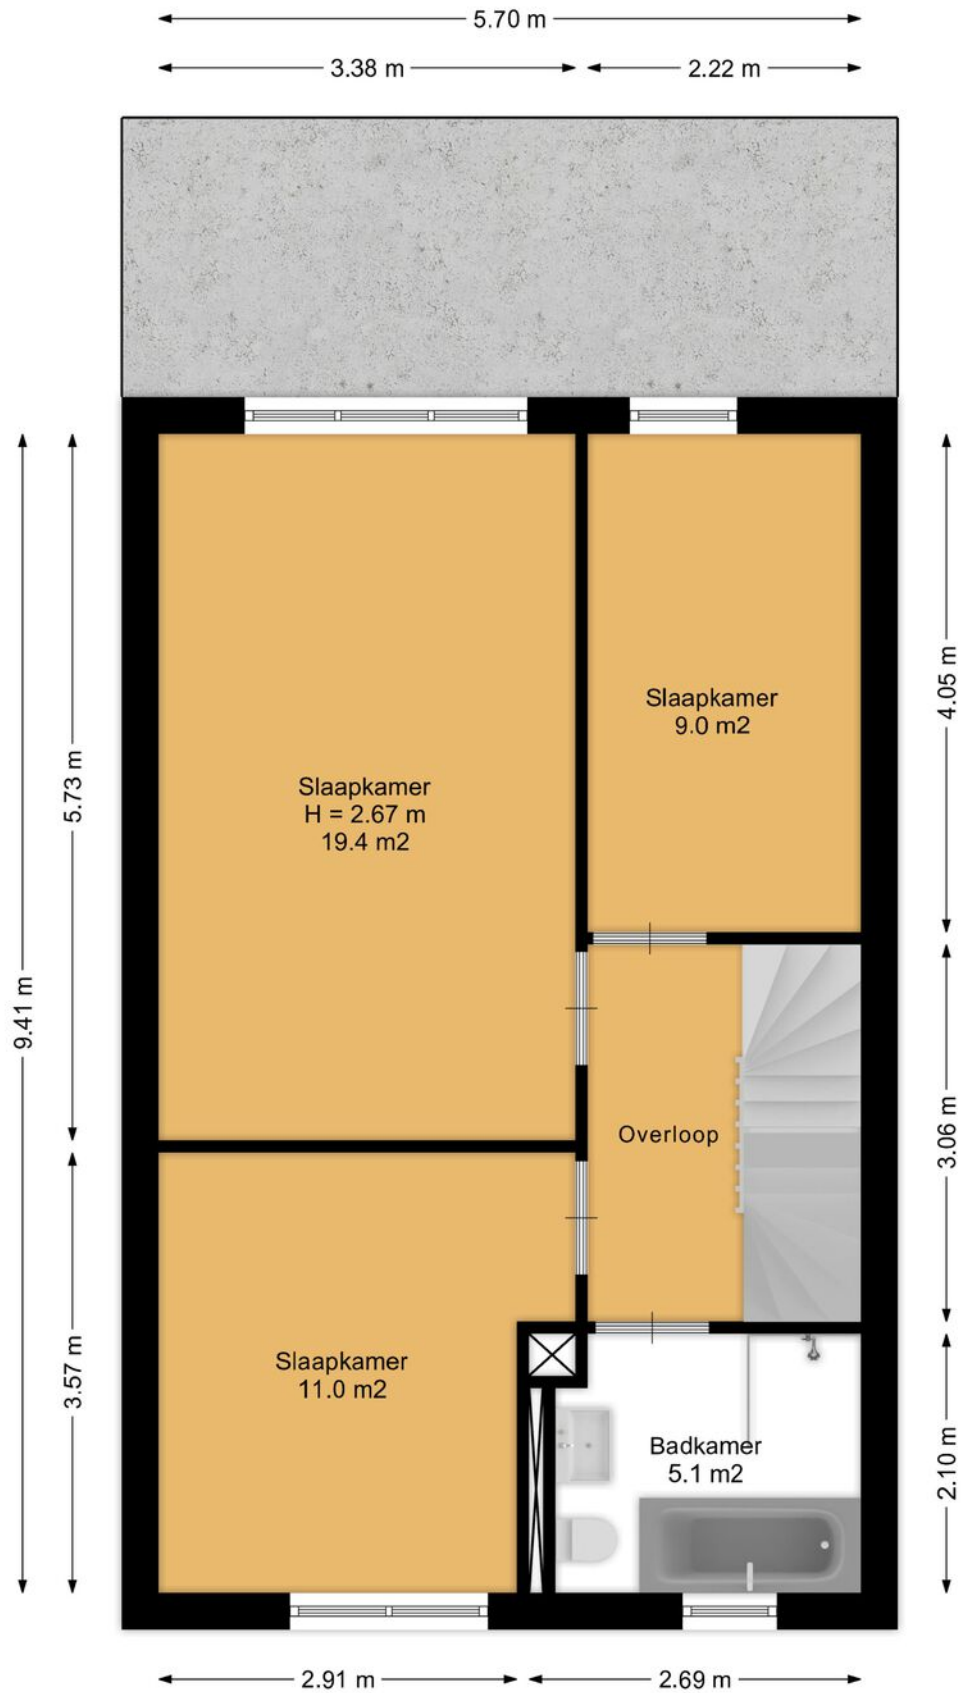 5.70 m
3.38 m
2.22 m
Slaapkamer
9.0 m2
4.05 m
5.73 m
Slaapkamer
H = 2.67 m
19.4 m2
9.41 m
Overloop
3.06 m
Slaapkamer
11.0 m2
3.57 m
Badkamer
5.1 m2
2.10 m
2.91 m
2.69 m